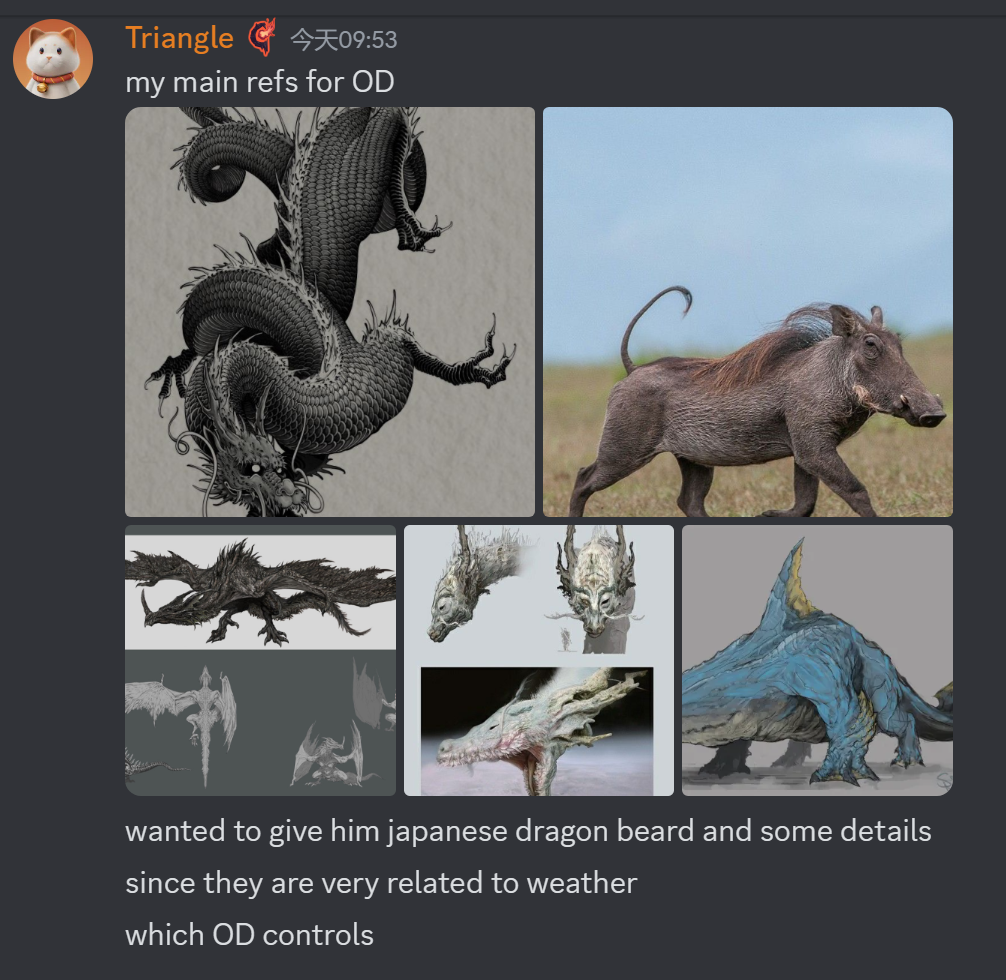 Triangle 今天09:53
my main refs for OD
wanted to give him japanese dragon beard and some details
since they are very related to weather
which OD controls